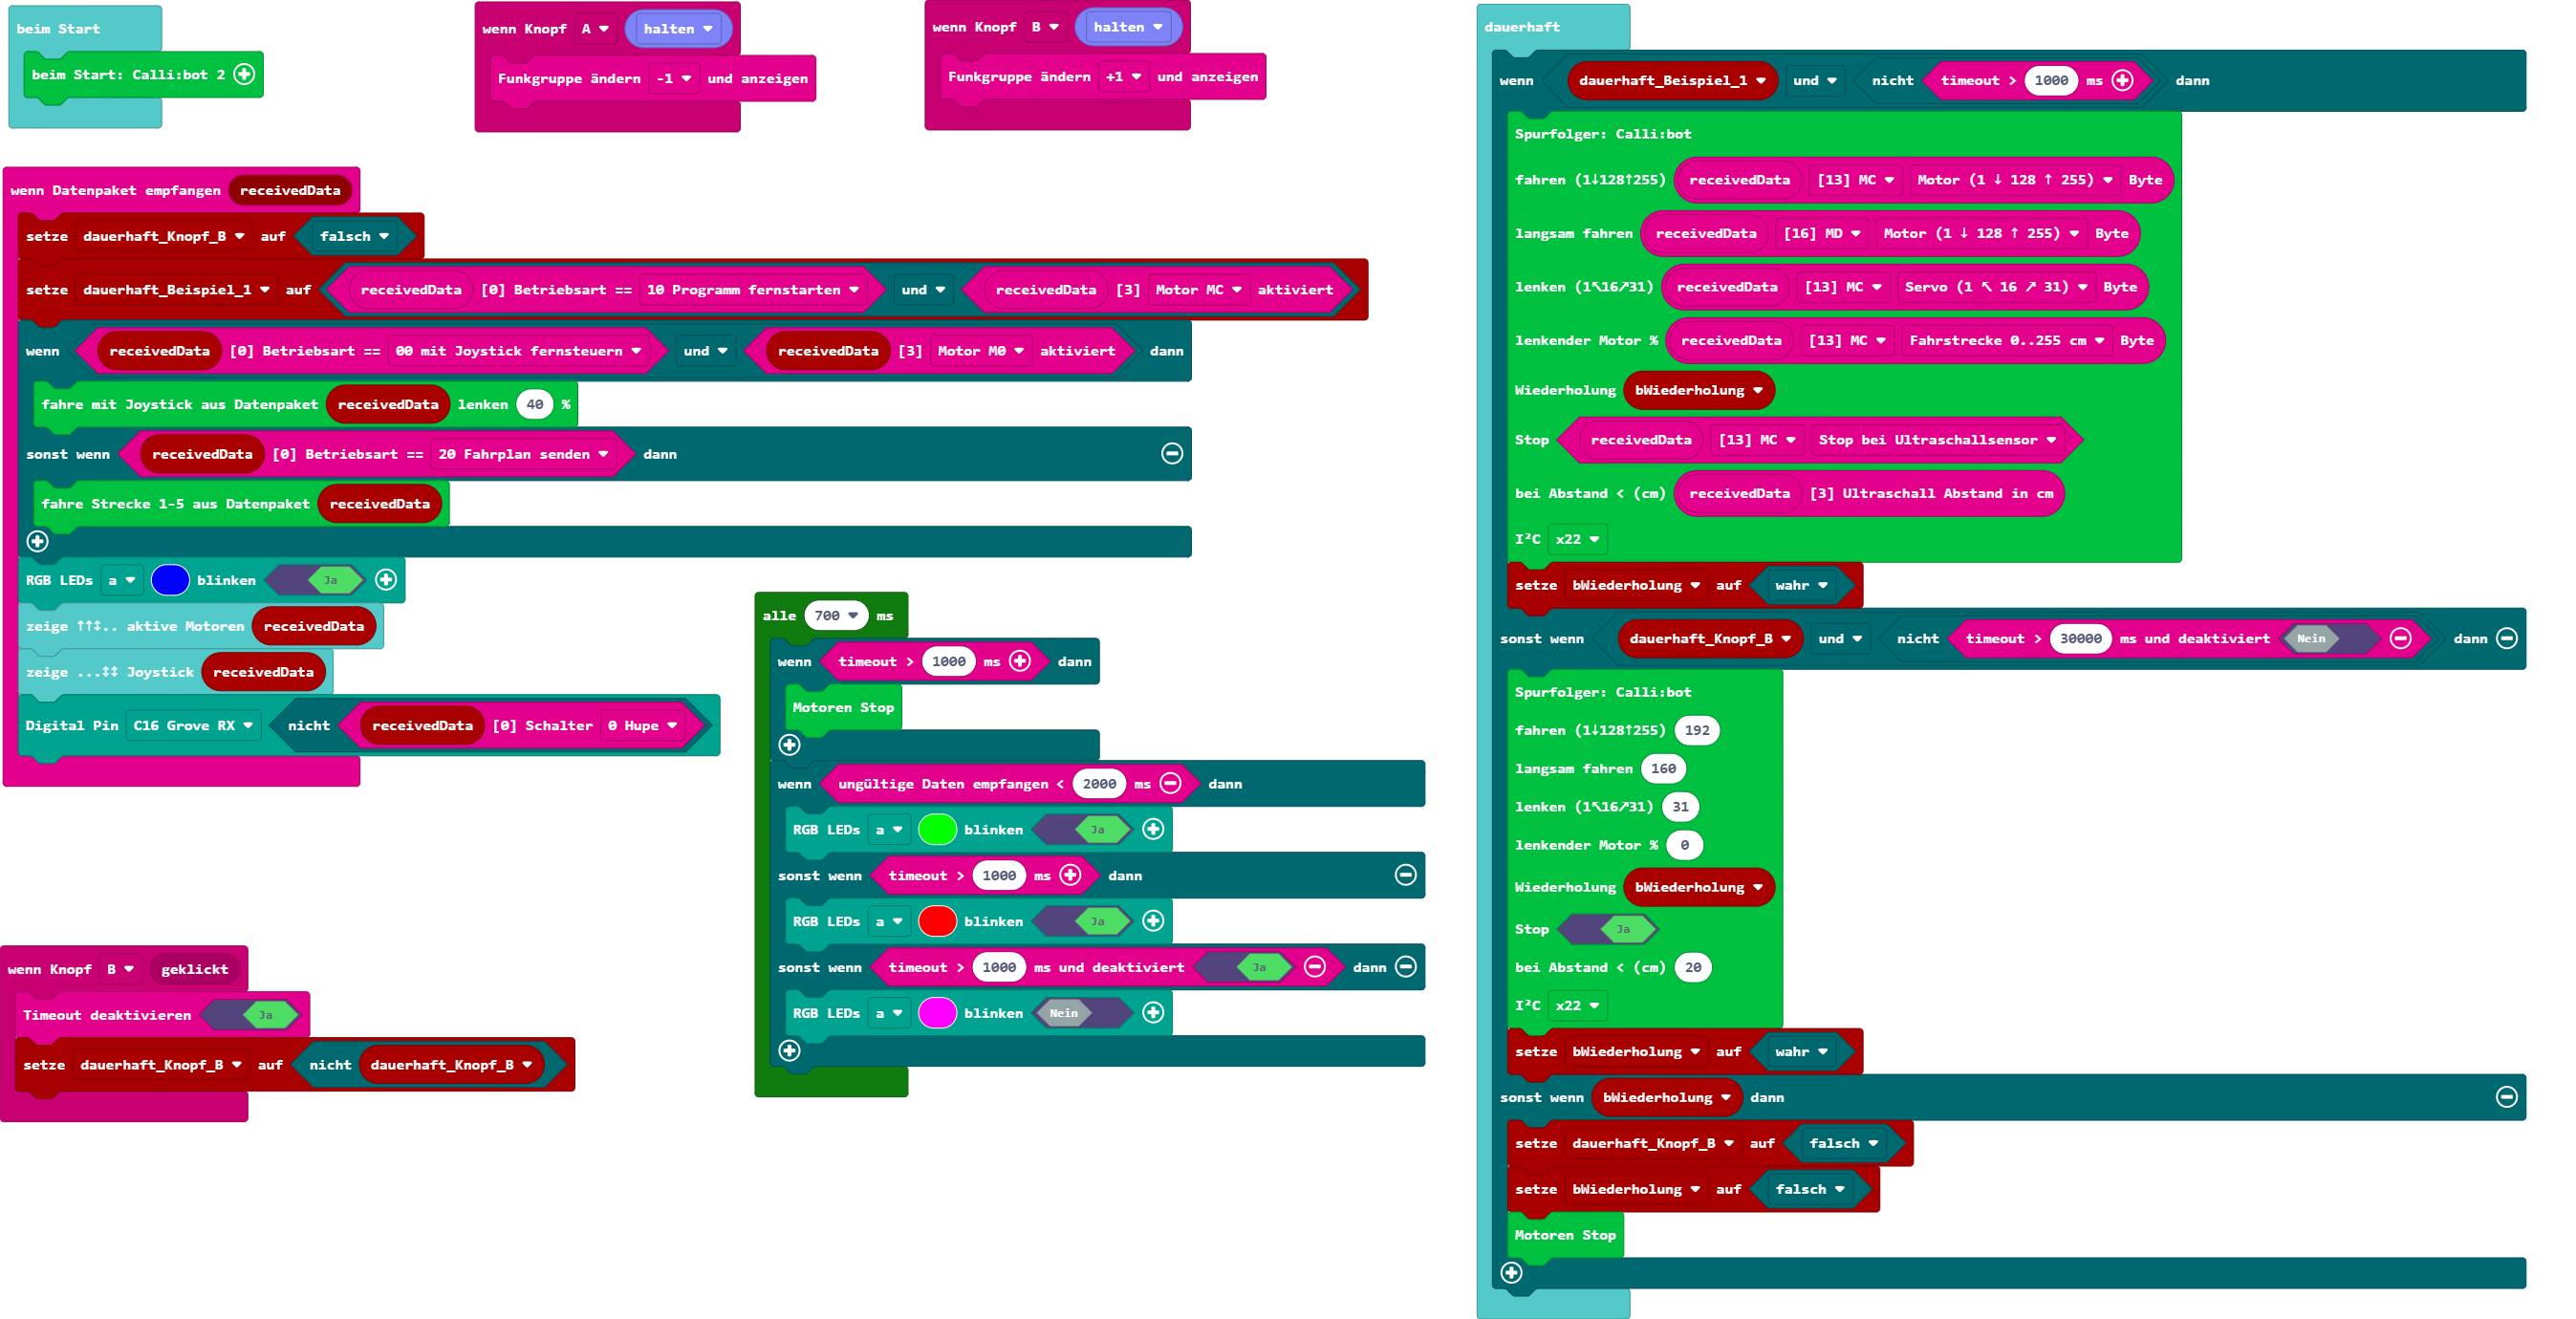 beim Start
beim Start: Calli:bot 2
wenn Knopf A halten
Funkgruppe ändern -1 und anzeigen
wenn Knopf B halten
Funkgruppe ändern +1 und anzeigen
wenn Datenpaket empfangen receivedData
setze dauerhaft_Knopf_B auf falsch
setze dauerhaft_Beispiel_1 auf receivedData [0] Betriebsart == 10 Programm fernstarten und receivedData [3] Motor MC aktiviert
wenn receivedData [0] Betriebsart == 00 mit Joystick fernsteuern und receivedData [3] Motor M0 aktiviert dann
fahre mit Joystick aus Datenpaket receivedData lenken 40 %
sonst wenn receivedData [0] Betriebsart == 20 Fahrplan senden dann
fahre Strecke 1-5 aus Datenpaket receivedData
RGB LEDs a blinken Ja
zeige ↑↑↕.. aktive Motoren receivedData
zeige ...↕↕ Joystick receivedData
Digital Pin C16 Grove RX nicht receivedData [0] Schalter 0 Hupe
wenn Knopf B geklickt
Timeout deaktivieren Ja
setze dauerhaft_Knopf_B auf nicht dauerhaft_Knopf_B
alle 700 ms
wenn timeout > 1000 ms dann
Motoren Stop
wenn ungültige Daten empfangen < 2000 ms dann
RGB LEDs a blinken Ja
sonst wenn timeout > 1000 ms dann
RGB LEDs a blinken Ja
sonst wenn timeout > 1000 ms und deaktiviert Ja dann
RGB LEDs a blinken Nein
dauerhaft
wenn dauerhaft_Beispiel_1 und nicht timeout > 1000 ms dann
Spurfolger: Calli:bot
fahren (1↓128↑255) receivedData [13] MC Motor (1 ↓ 128 ↑ 255) Byte
langsam fahren receivedData [16] MD Motor (1 ↓ 128 ↑ 255) Byte
lenken (1↖16↗31) receivedData [13] MC Servo (1 ↖ 16 ↗ 31) Byte
lenkender Motor % receivedData [13] MC Fahrstrecke 0..255 cm Byte
Wiederholung bWiederholung
Stop receivedData [13] MC Stop bei Ultraschallsensor
bei Abstand < (cm) receivedData [3] Ultraschall Abstand in cm
I²C x22
setze bWiederholung auf wahr
sonst wenn dauerhaft_Knopf_B und nicht timeout > 30000 ms und deaktiviert Nein dann
Spurfolger: Calli:bot
fahren (1↓128↑255) 192
langsam fahren 160
lenken (1↖16↗31) 31
lenkender Motor % 0
Wiederholung bWiederholung
Stop Ja
bei Abstand < (cm) 20
I²C x22
setze bWiederholung auf wahr
sonst wenn bWiederholung dann
setze dauerhaft_Knopf_B auf falsch
setze bWiederholung auf falsch
Motoren Stop